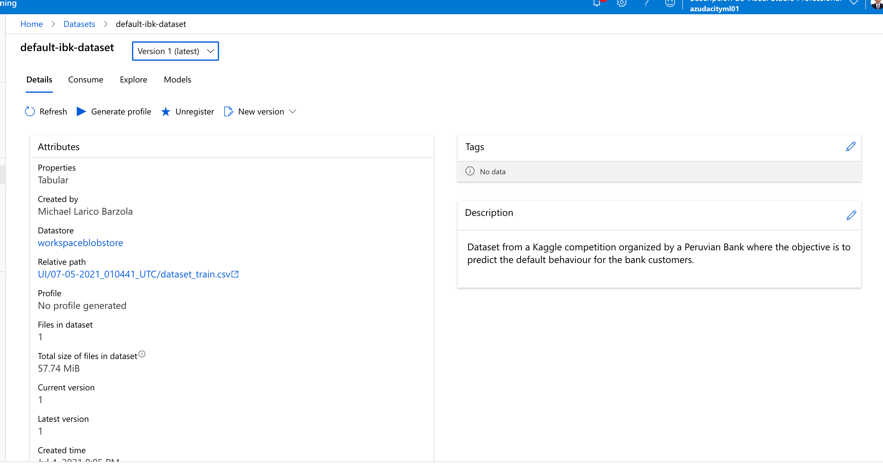 ning
azudacityml01
Home > Datasets > default-ibk-dataset
default-ibk-dataset
Version 1 (latest)
Details Consume Explore Models
Refresh Generate profile Unregister New version
Attributes
Properties
Tabular
Created by
Michael Larico Barzola
Datastore
workspaceblobstore
Relative path
UI/07-05-2021_010441_UTC/dataset_train.csv
Profile
No profile generated
Files in dataset
1
Total size of files in dataset
57.74 MiB
Current version
1
Latest version
1
Created time
Tags
No data
Description
Dataset from a Kaggle competition organized by a Peruvian Bank where the objective is to
predict the default behaviour for the bank customers.